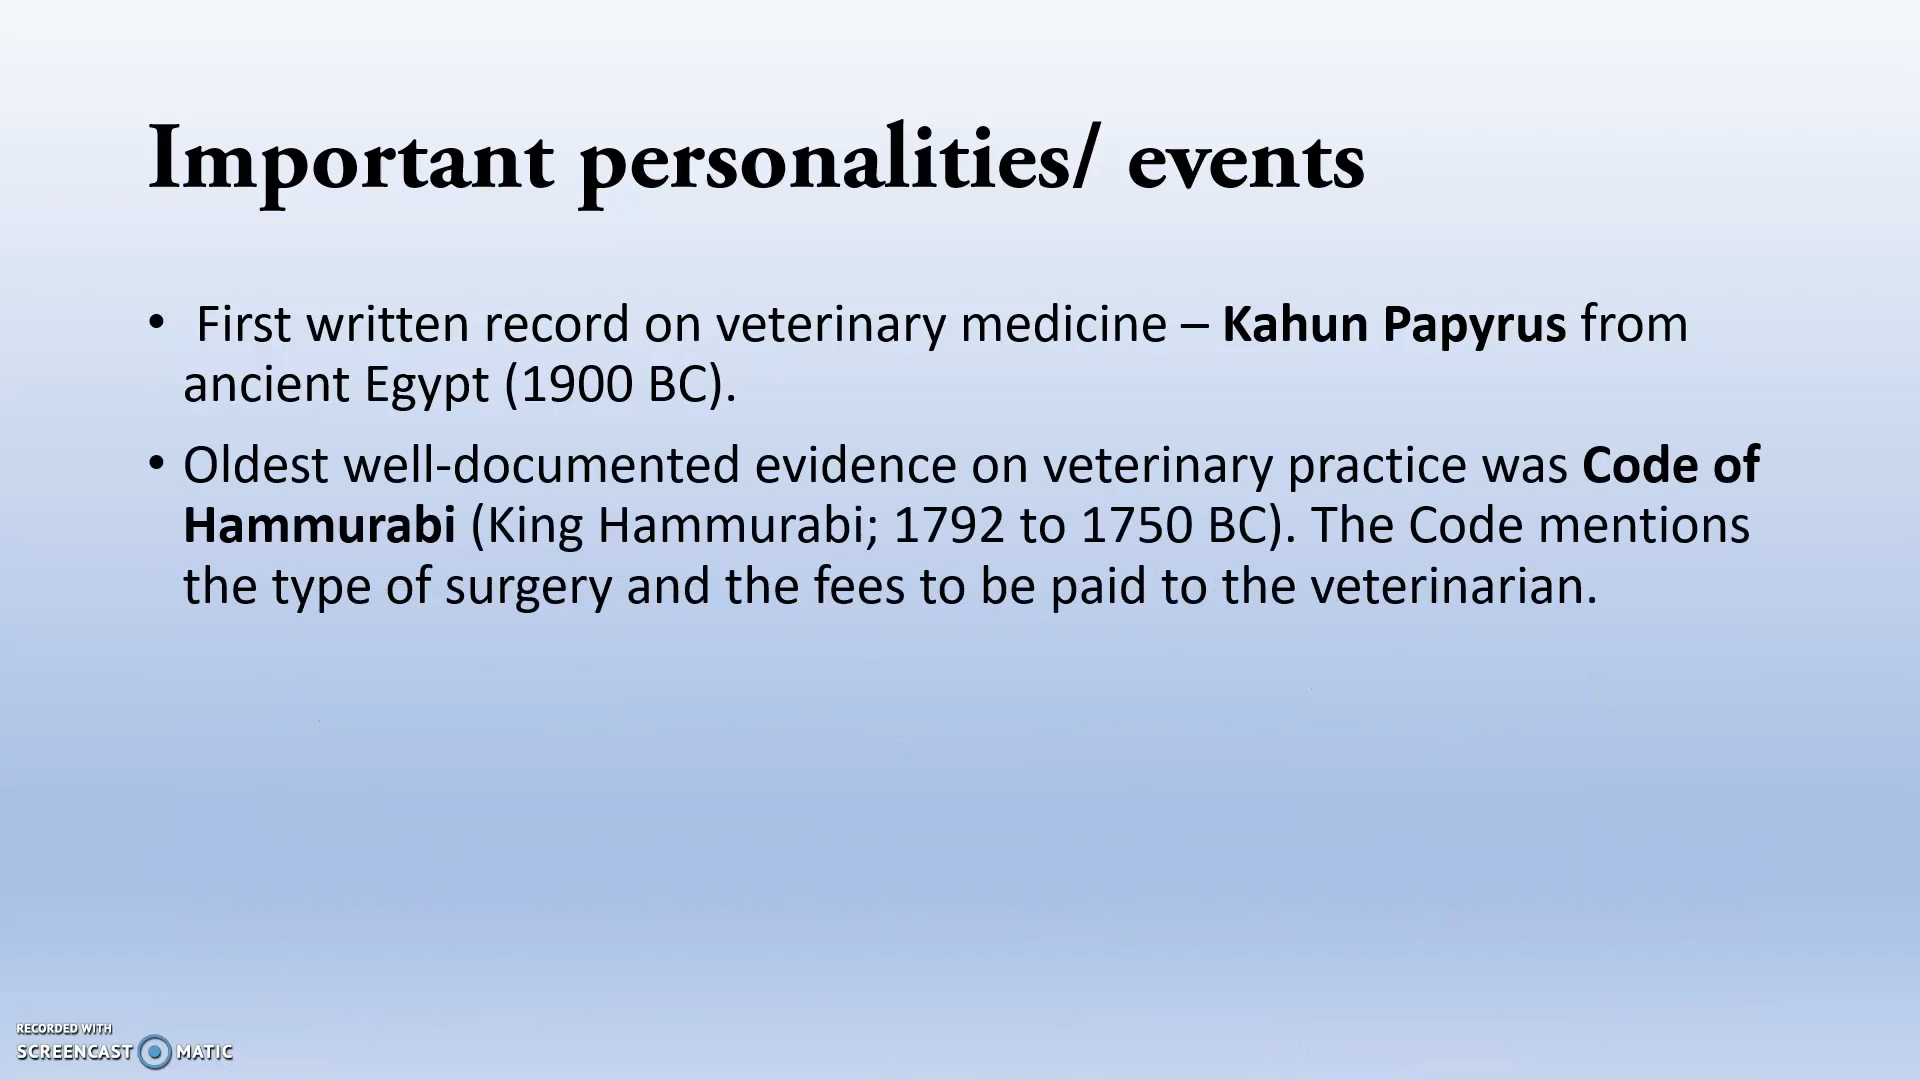 Important personalities/ events
• First written record on veterinary medicine – Kahun Papyrus from
ancient Egypt (1900 BC).
• Oldest well-documented evidence on veterinary practice was Code of
Hammurabi (King Hammurabi; 1792 to 1750 BC). The Code mentions
the type of surgery and the fees to be paid to the veterinarian.
RECORDED WITH
SCREENCAST MATIC